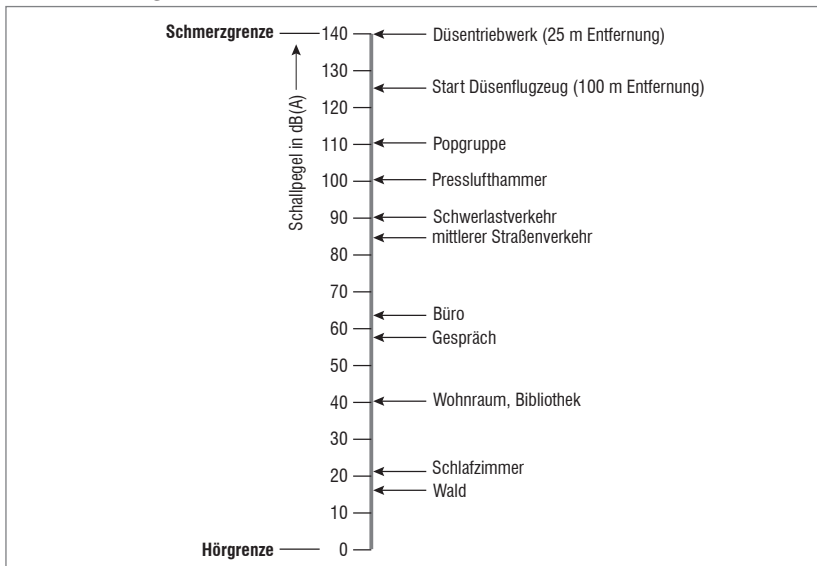 Schmerzgrenze 140 Düsentriebwerk (25 m Entfernung)
130
Start Düsenflugzeug (100 m Entfernung)
120
110 Popgruppe
100 Presslufthammer
90 Schwerlastverkehr
mittlerer Straßenverkehr
80
70
Büro
60
Gespräch
50
40 Wohnraum, Bibliothek
30
Schlafzimmer
20
Wald
10
Hörgrenze 0
Schallpegel in dB(A)